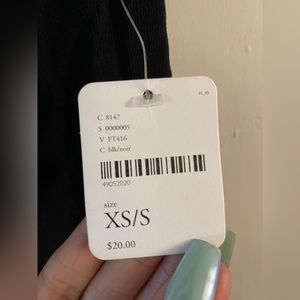 C 8147
S 0000005
V FT416
C blk/noir
49052020
size
XS/S
$20.00